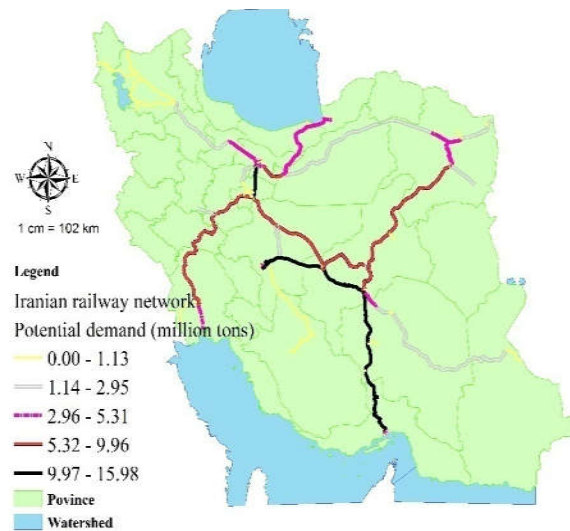 N
W E
S
1 cm = 102 km
Legend
Iranian railway network
Potential demand (million tons)
0.00 - 1.13
1.14 - 2.95
2.96 - 5.31
5.32 - 9.96
9.97 - 15.98
Povince
Watershed